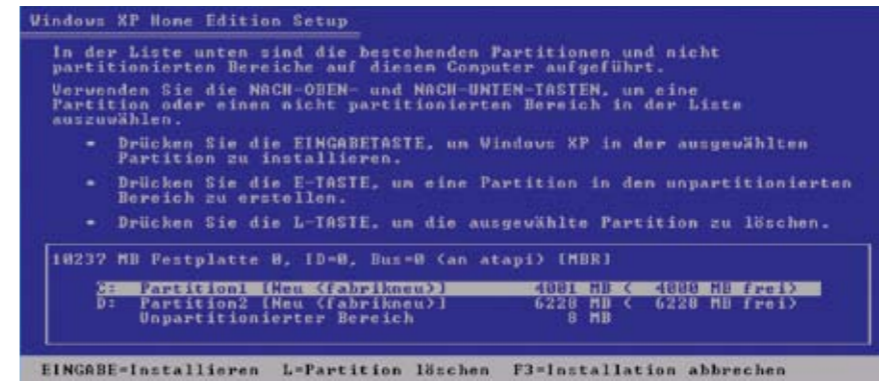 Windows XP Home Edition Setup
In der Liste unten sind die bestehenden Partitionen und nicht
partitionierten Bereiche auf diesem Computer aufgeführt.
Verwenden Sie die NACH-OBEN- und NACH-UNTEN-TASTEN, um eine
Partition oder einen nicht partitionierten Bereich in der Liste
auszuwählen.
• Drücken Sie die EINGABETASTE, um Windows XP in der ausgewählten
Partition zu installieren.
• Drücken Sie die E-TASTE, um eine Partition in dem unpartitionierten
Bereich zu erstellen.
• Drücken Sie die L-TASTE, um die ausgewählte Partition zu löschen.
10237 MB Festplatte 0, ID=0, Bus=0 (an atapi) [MBR]
C: Partition1 [Neu (fabrikneu)] 4001 MB ( 4000 MB frei)
D: Partition2 [Neu (fabrikneu)] 6228 MB ( 6228 MB frei)
Unpartitionierter Bereich 8 MB
EINGABE=Installieren L=Partition löschen F3=Installation abbrechen